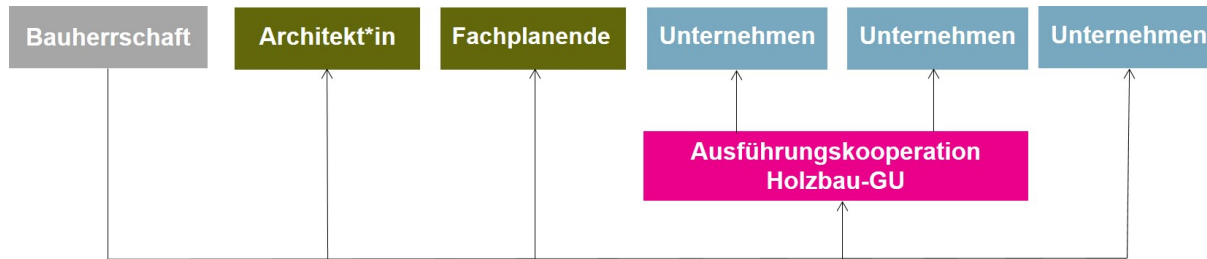 Bauherrschaft
Architekt*in
Fachplanende
Unternehmen
Unternehmen
Unternehmen
Ausführungskooperation
Holzbau-GU